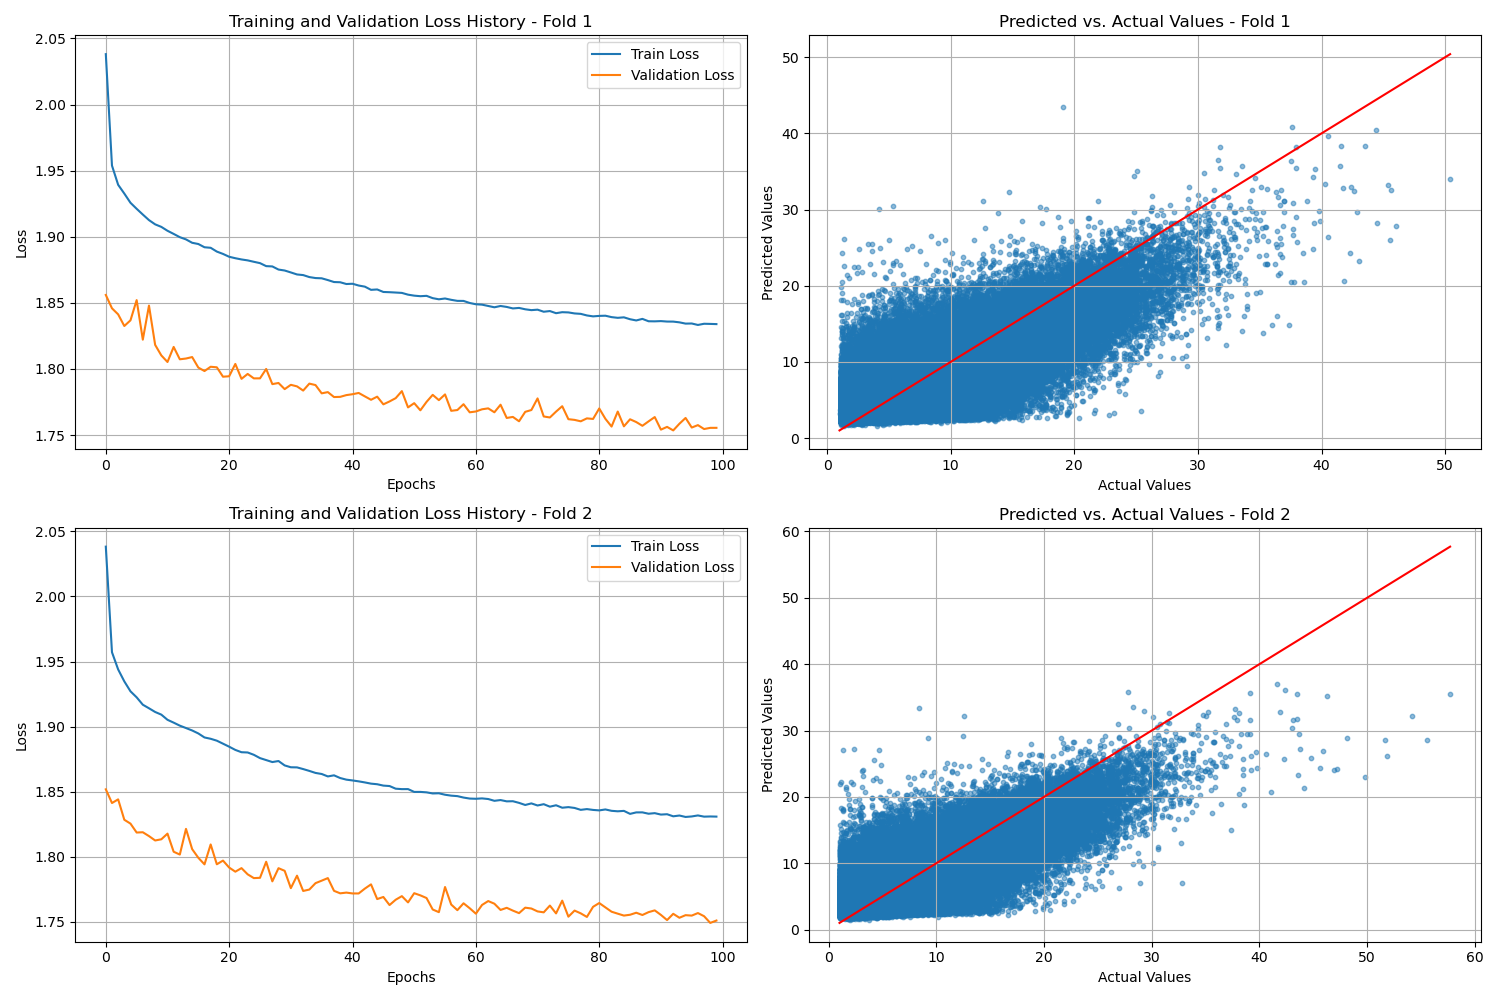 Training and Validation Loss History - Fold 1
2.05
2.00
1.95
1.90
1.85
1.80
1.75
Loss
Train Loss
Validation Loss
0 20 40 60 80 100
Epochs
Predicted vs. Actual Values - Fold 1
50
40
30
20
10
0
Predicted Values
0 10 20 30 40 50
Actual Values
Training and Validation Loss History - Fold 2
2.05
2.00
1.95
1.90
1.85
1.80
1.75
Loss
Train Loss
Validation Loss
0 20 40 60 80 100
Epochs
Predicted vs. Actual Values - Fold 2
60
50
40
30
20
10
0
Predicted Values
0 10 20 30 40 50 60
Actual Values